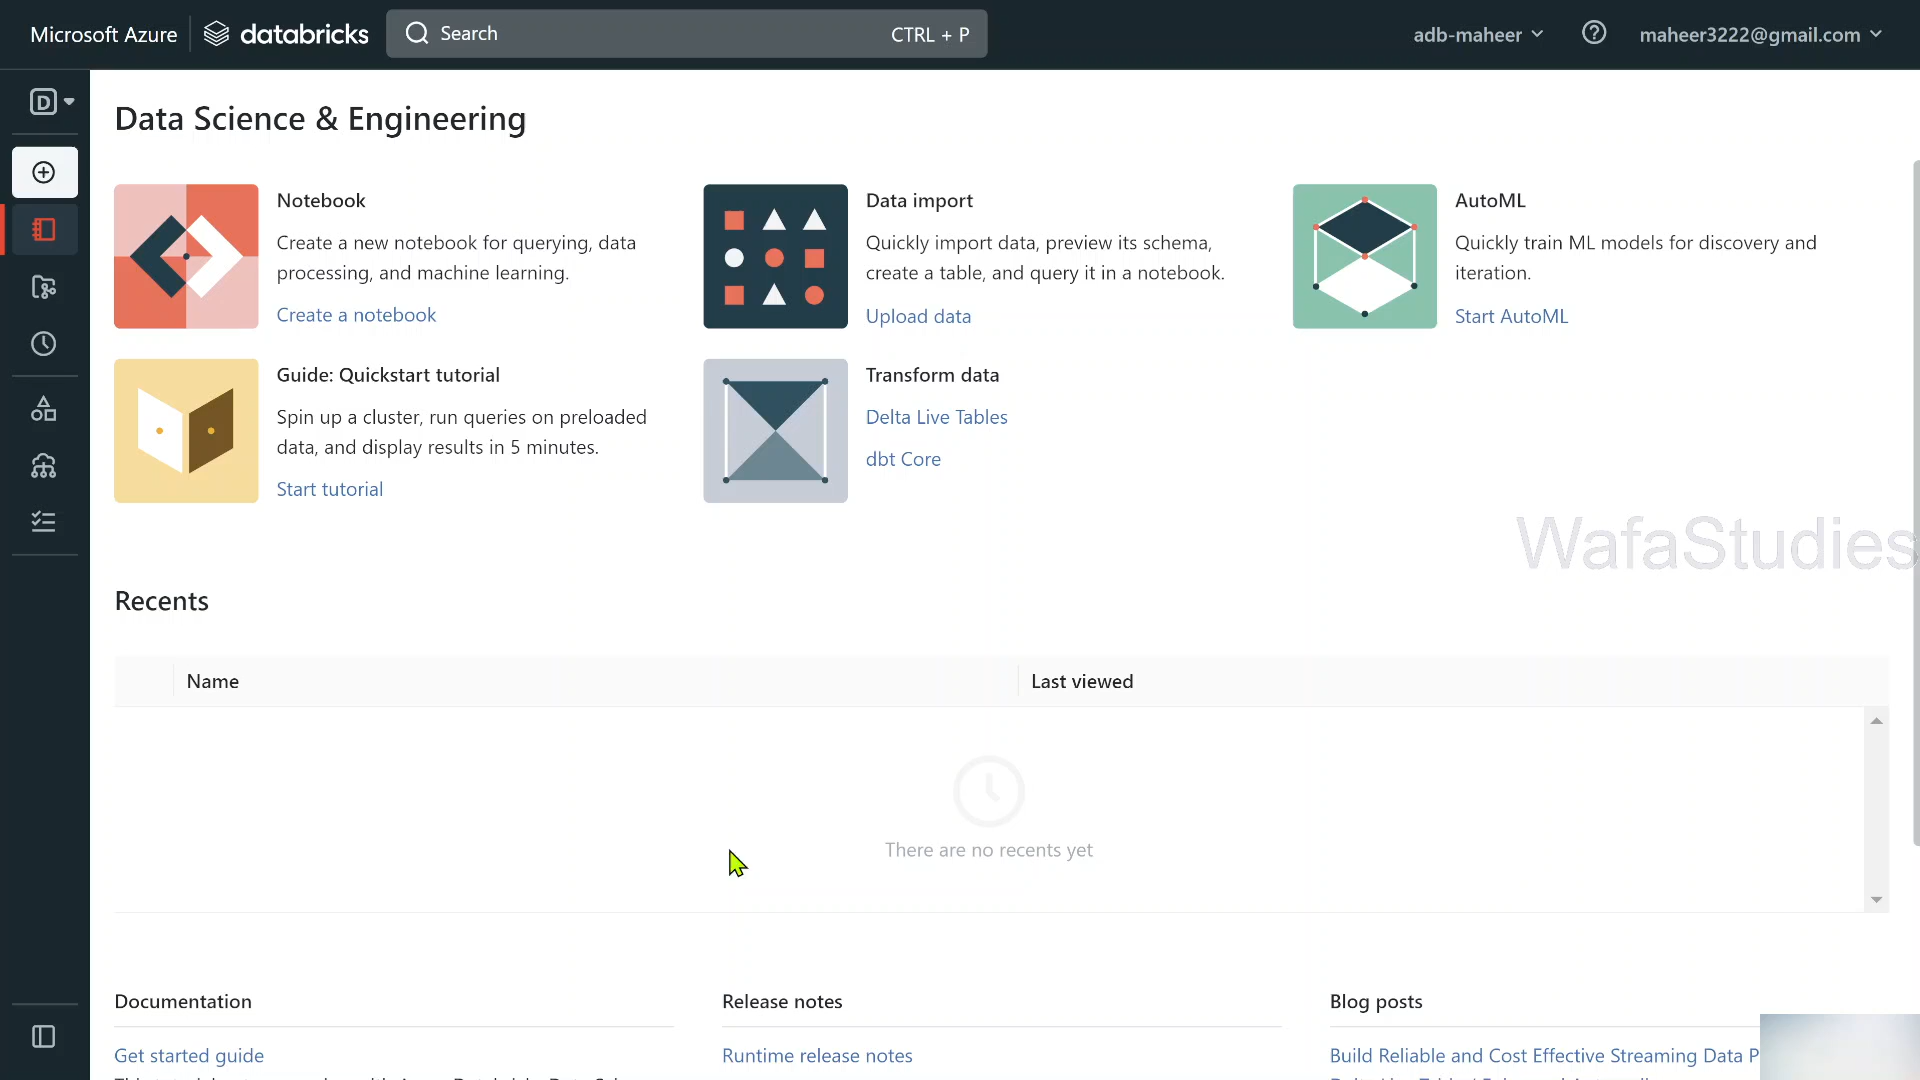 Microsoft Azure
databricks
Search
CTRL + P
adb-maheer
maheer3222@gmail.com
D
Data Science & Engineering
Notebook
Create a new notebook for querying, data
processing, and machine learning.
Create a notebook
Data import
Quickly import data, preview its schema,
create a table, and query it in a notebook.
Upload data
AutoML
Quickly train ML models for discovery and
iteration.
Start AutoML
Guide: Quickstart tutorial
Spin up a cluster, run queries on preloaded
data, and display results in 5 minutes.
Start tutorial
Transform data
Delta Live Tables
dbt Core
WafaStudies
Recents
Name
Last viewed
There are no recents yet
Documentation
Release notes
Blog posts
Get started guide
Runtime release notes
Build Reliable and Cost Effective Streaming Data P